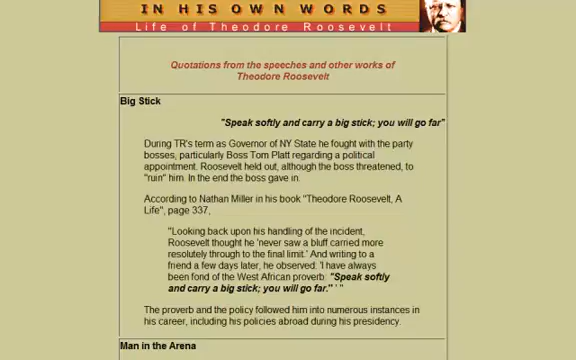 IN HIS OWN WORDS
Life of Theodore Roosevelt
Quotations from the speeches and other works of
Theodore Roosevelt
Big Stick
"Speak softly and carry a big stick; you will go far"
During TR's term as Governor of NY State he fought with the party
bosses, particularly Boss Tom Platt regarding a political
appointment. Roosevelt held out, although the boss threatened, to
"ruin" him. In the end the boss gave in.
According to Nathan Miller in his book "Theodore Roosevelt, A
Life", page 337,
"Looking back upon his handling of the incident,
Roosevelt thought he 'never saw a bluff carried more
resolutely through to the final limit.' And writing to a
friend a few days later, he observed: 'I have always
been fond of the West African proverb: "Speak softly
and carry a big stick; you will go far." ' "
The proverb and the policy followed him into numerous instances in
his career, including his policies abroad during his presidency.
Man in the Arena